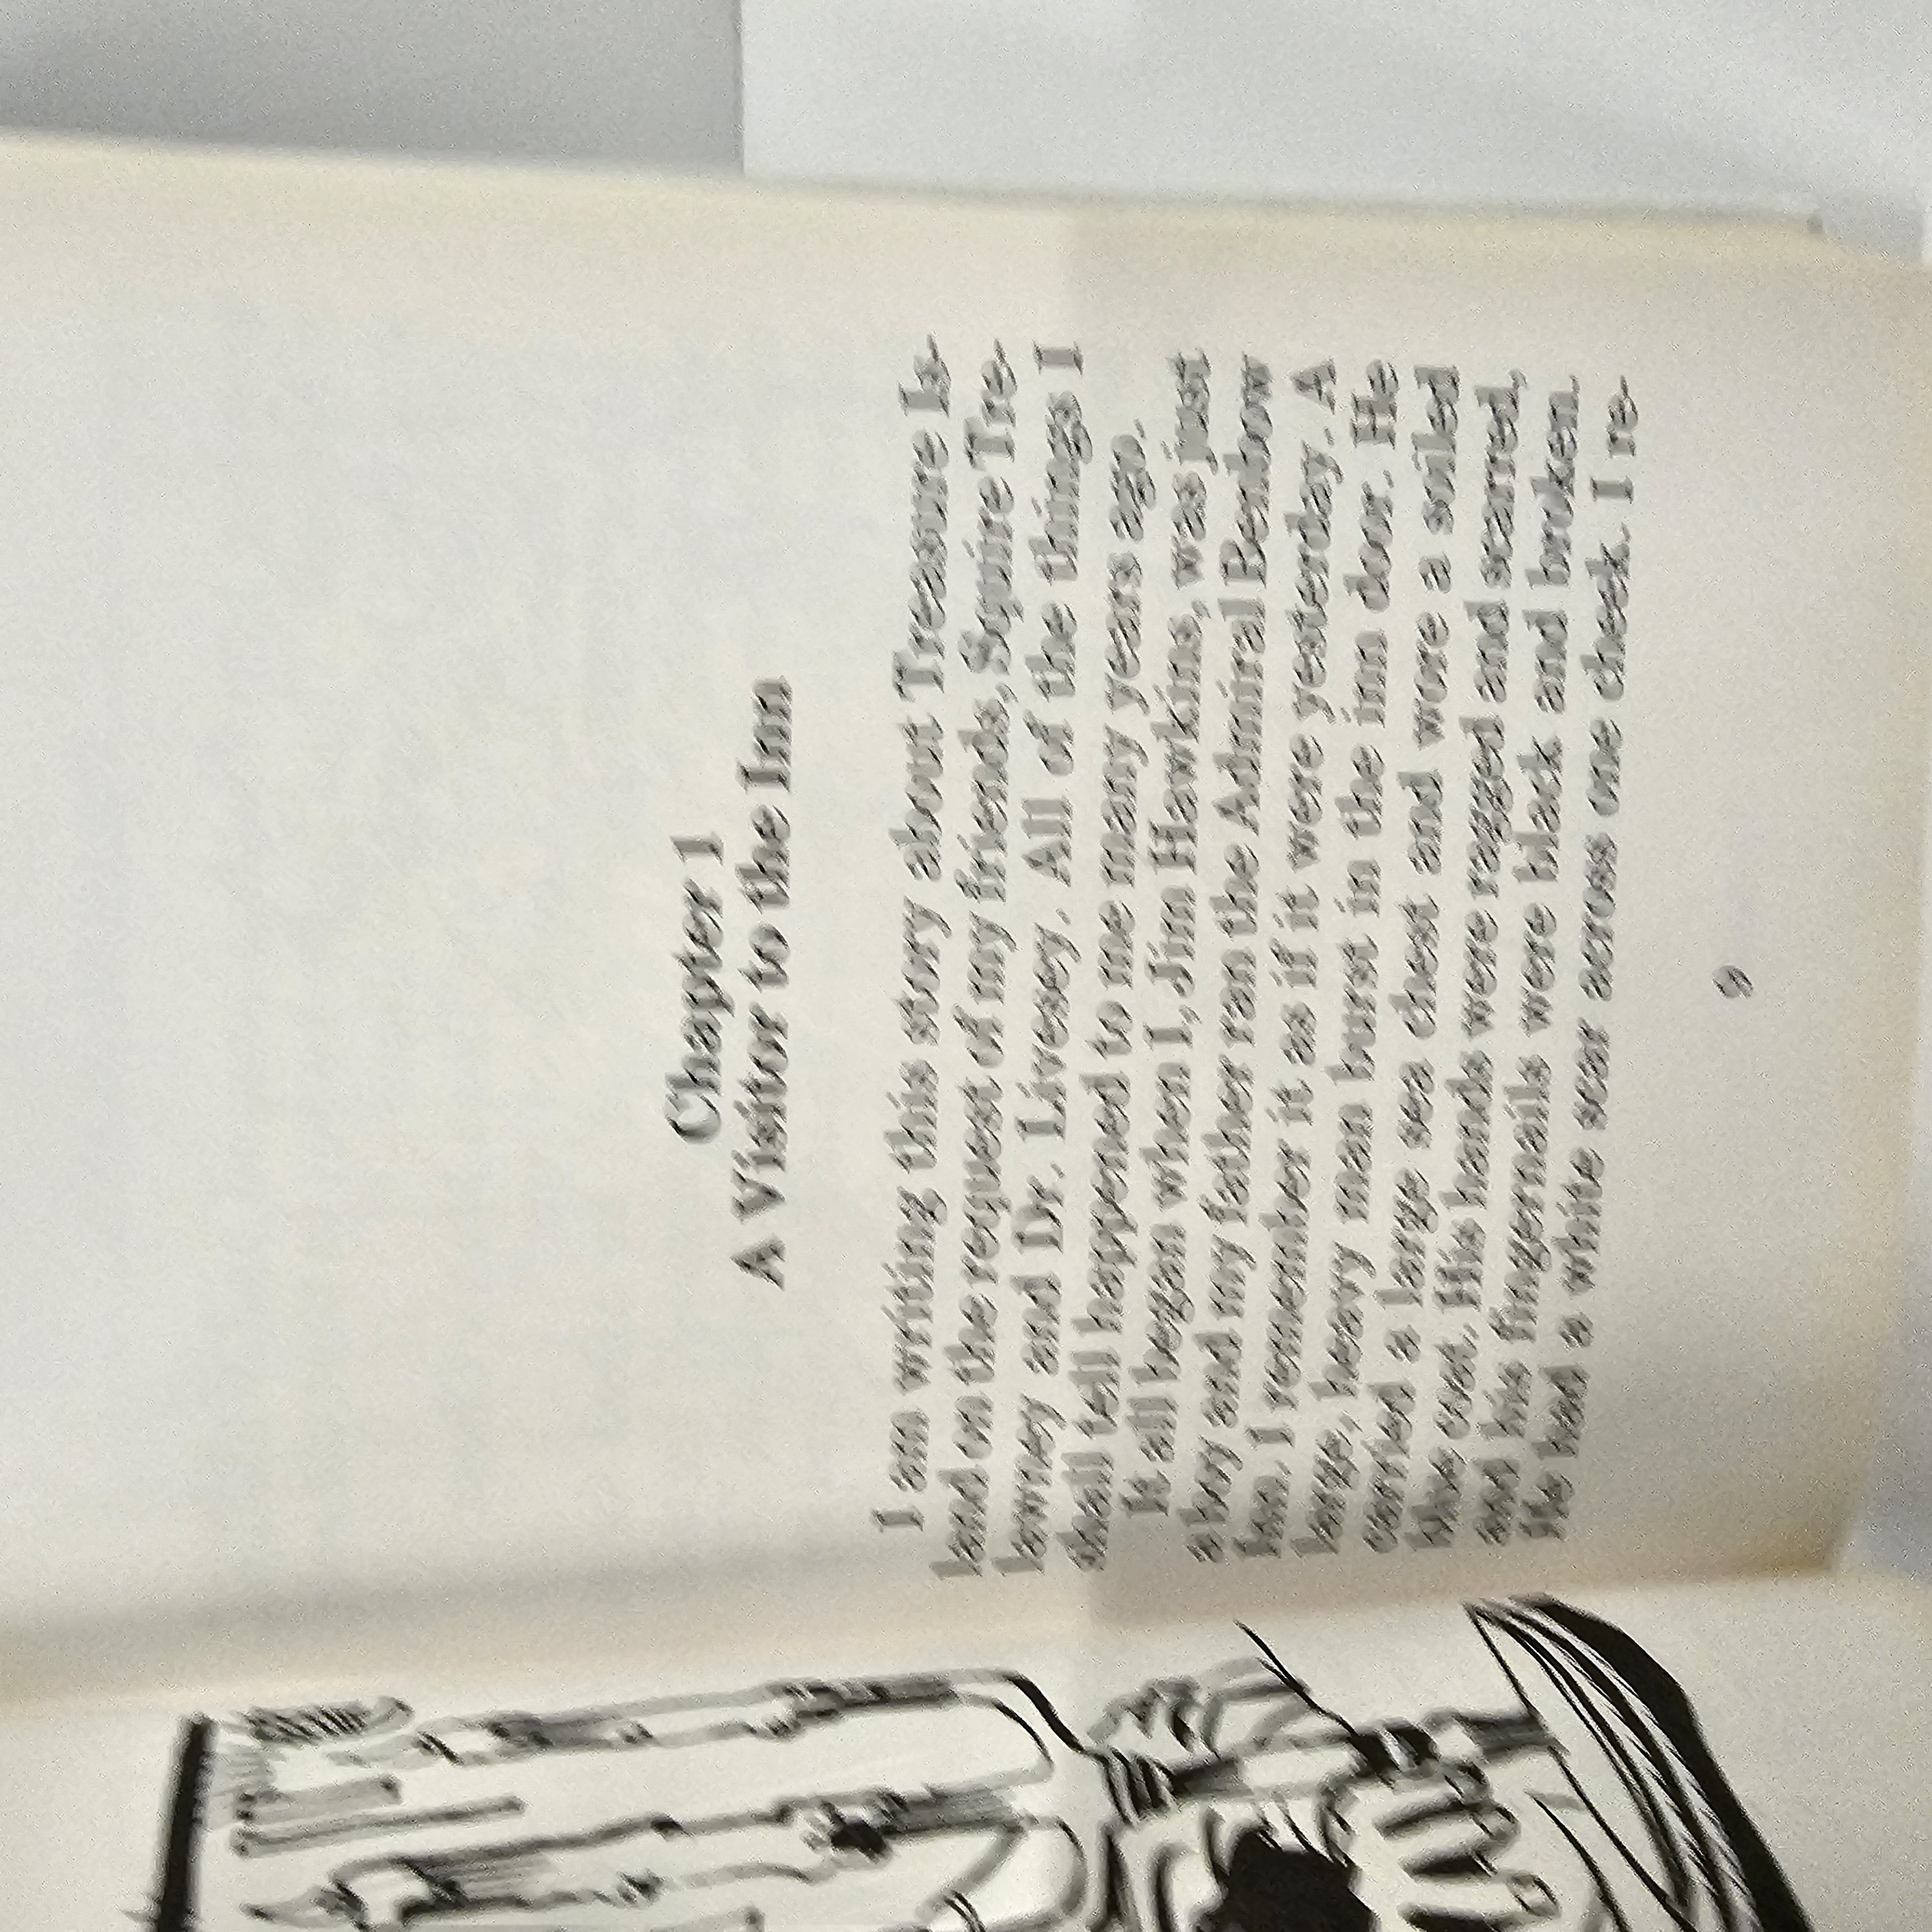 Chapter 1
A Visitor to the Inn
I am writing this story about Treasure Is-
land on the request of my friends, Squire Tre-
lawney and Dr. Livesey. All of the things I
shall tell happened to me many years ago.
It all began when I, Jim Hawkins, was just
a boy and my father ran the Admiral Benbow
Inn. I remember it as if it were yesterday. A
large, heavy man burst in the inn door. He
carried a large sea chest and wore a soiled
blue coat. His hands were ragged and scarred,
and his fingernails were black and broken.
He had a white scar across one cheek. I re-
9